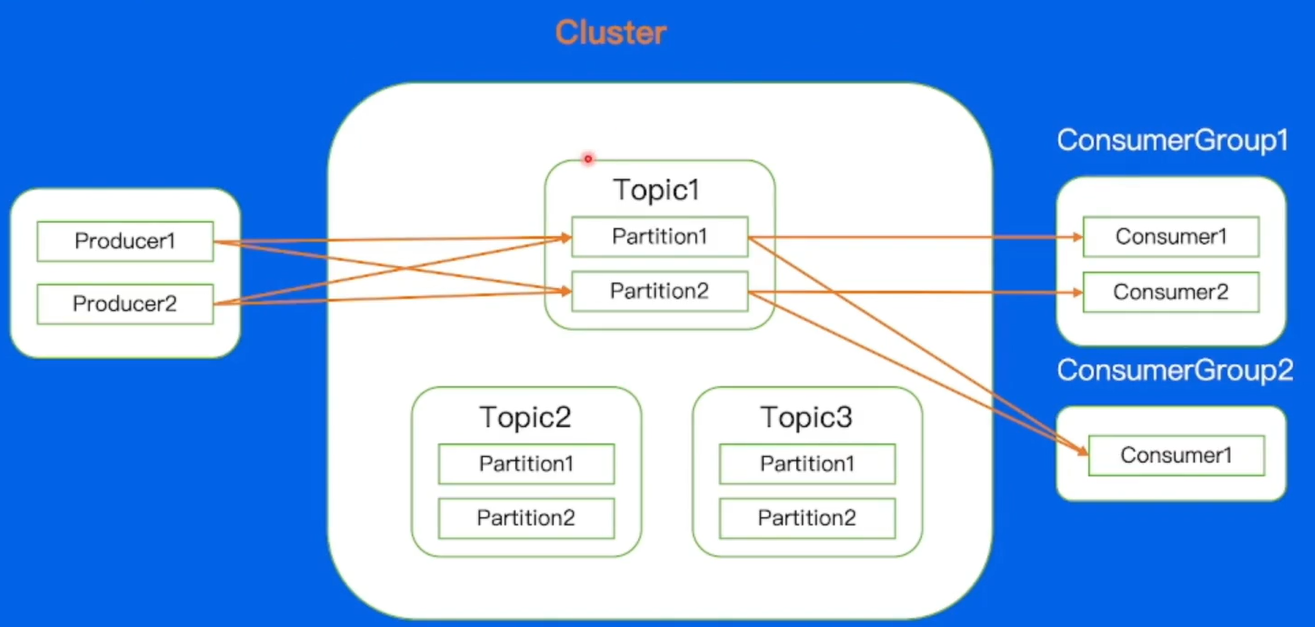 Cluster
Producer1
Producer2
Topic1
Partition1
Partition2
Topic2
Partition1
Partition2
Topic3
Partition1
Partition2
ConsumerGroup1
Consumer1
Consumer2
ConsumerGroup2
Consumer1